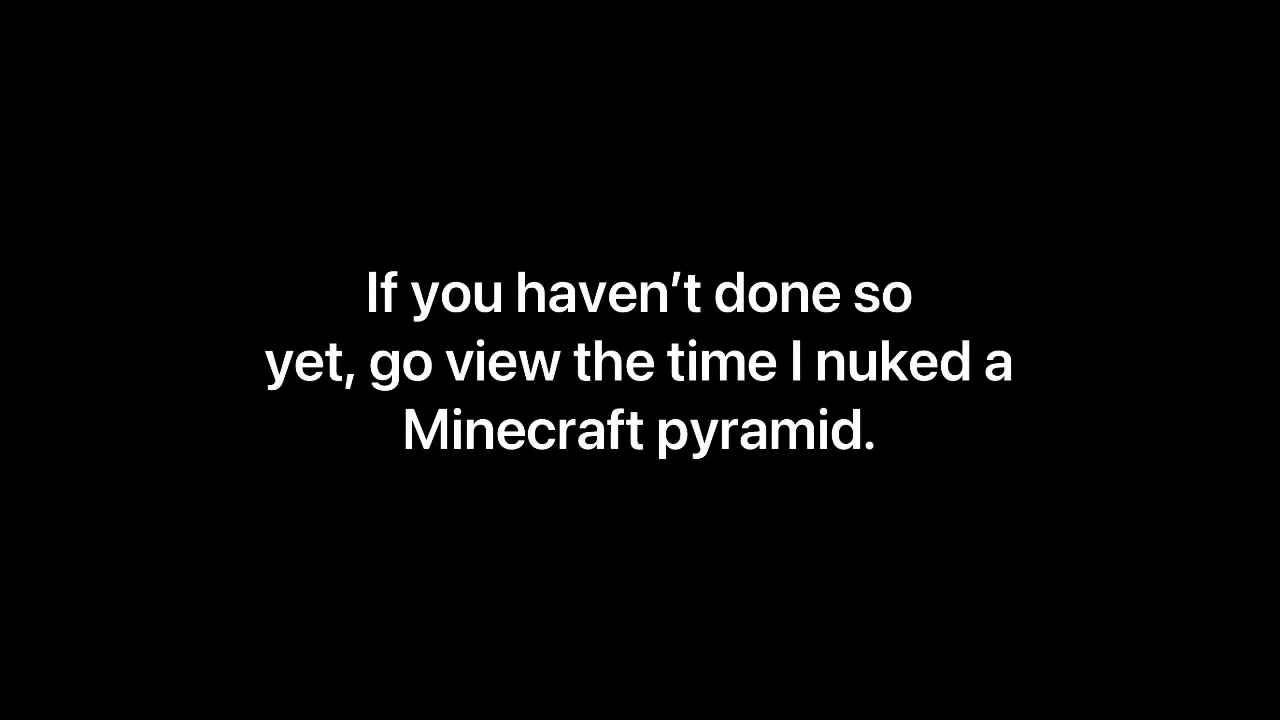 If you haven’t done so
yet, go view the time I nuked a
Minecraft pyramid.